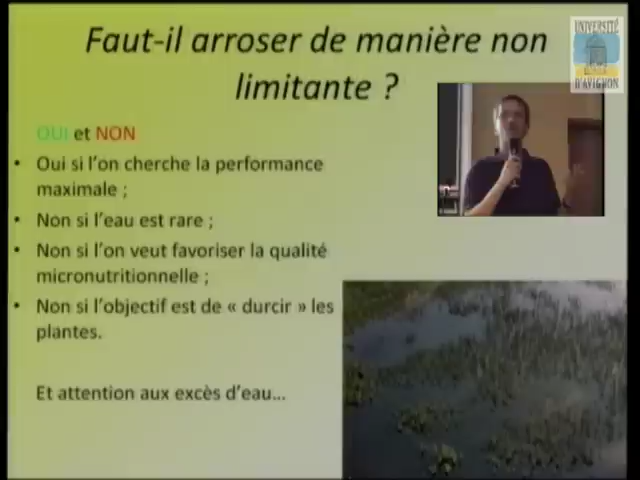 Faut-il arroser de manière non
limitante ?
UNIVERSITÉ
D'AVIGNON
OUI et NON
• Oui si l'on cherche la performance
maximale ;
• Non si l'eau est rare ;
• Non si l'on veut favoriser la qualité
micronutritionnelle ;
• Non si l'objectif est de « durcir » les
plantes.
Et attention aux excès d'eau...